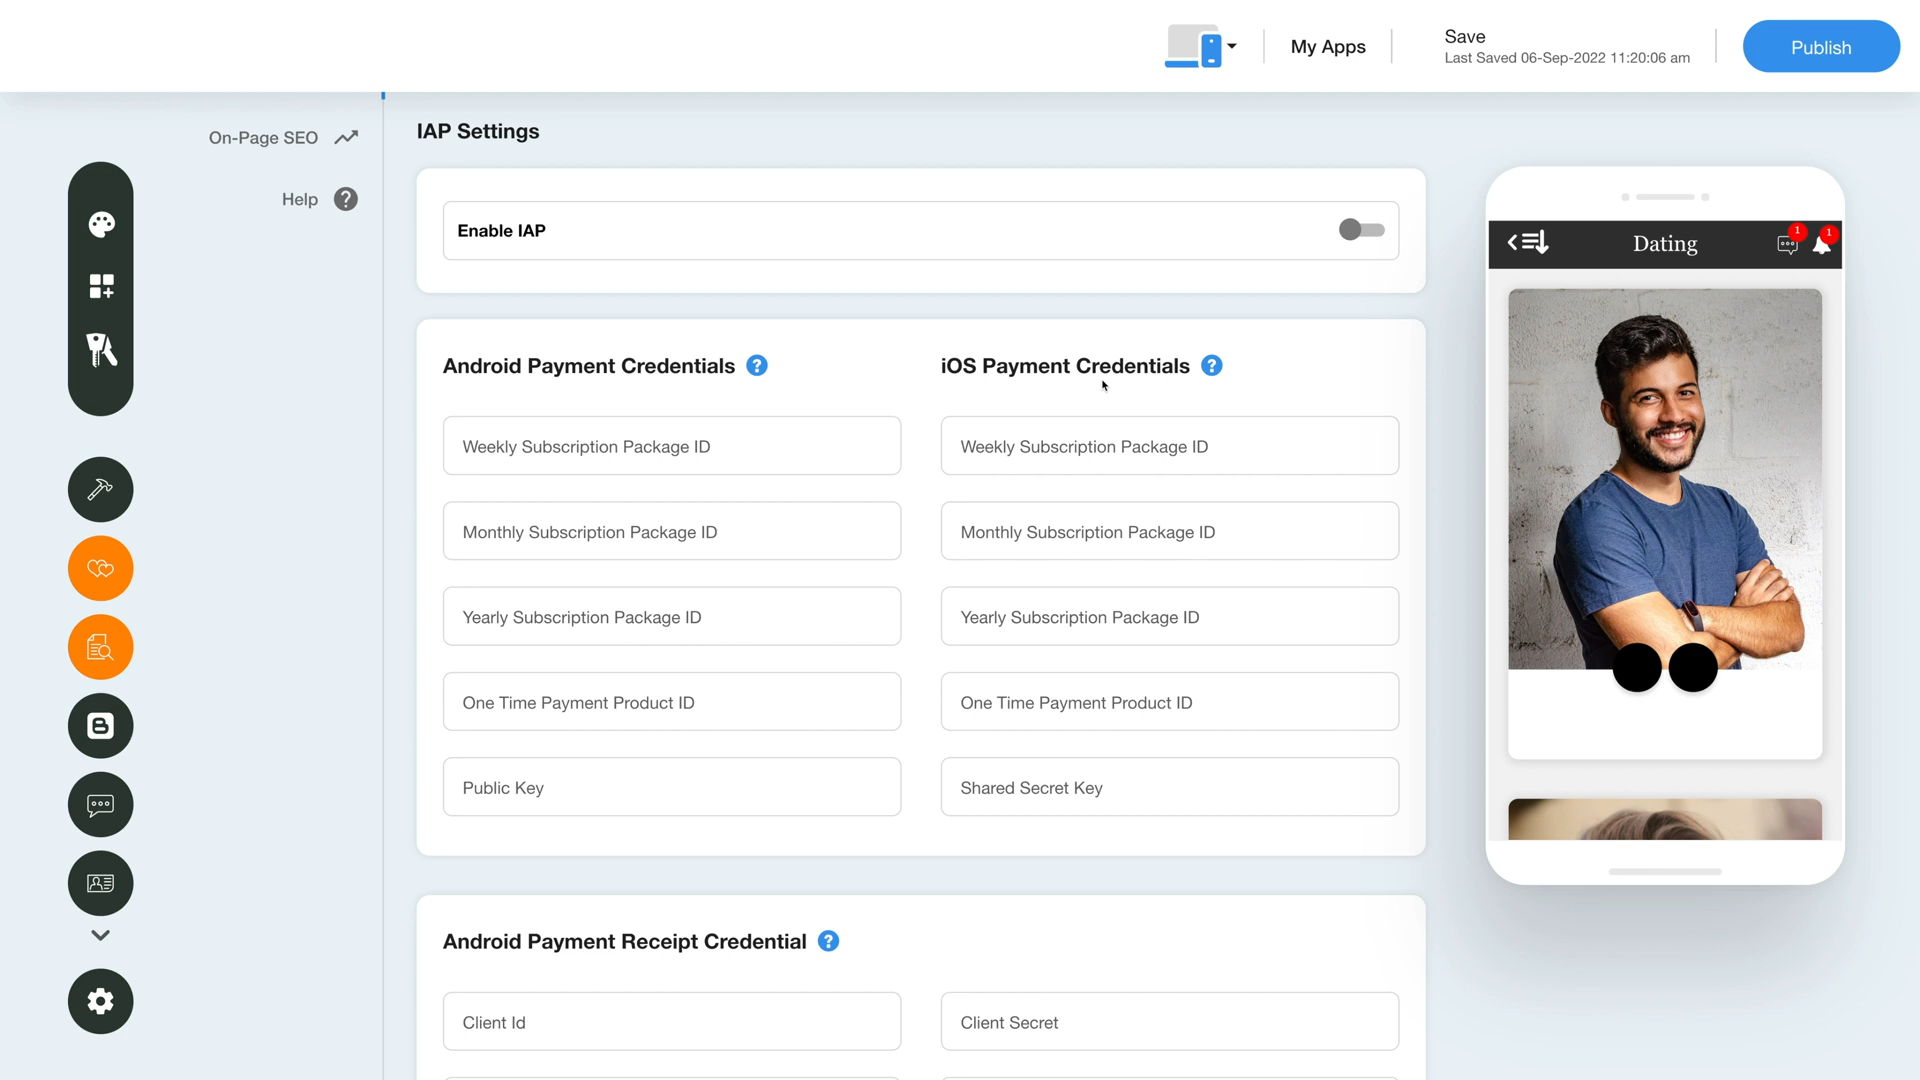 My Apps
Save
Last Saved 06-Sep-2022 11:20:06 am
Publish
On-Page SEO
Help
IAP Settings
Enable IAP
Android Payment Credentials
iOS Payment Credentials
Weekly Subscription Package ID
Weekly Subscription Package ID
Monthly Subscription Package ID
Monthly Subscription Package ID
Yearly Subscription Package ID
Yearly Subscription Package ID
One Time Payment Product ID
One Time Payment Product ID
Public Key
Shared Secret Key
Android Payment Receipt Credential
Client Id
Client Secret
Dating
1
1